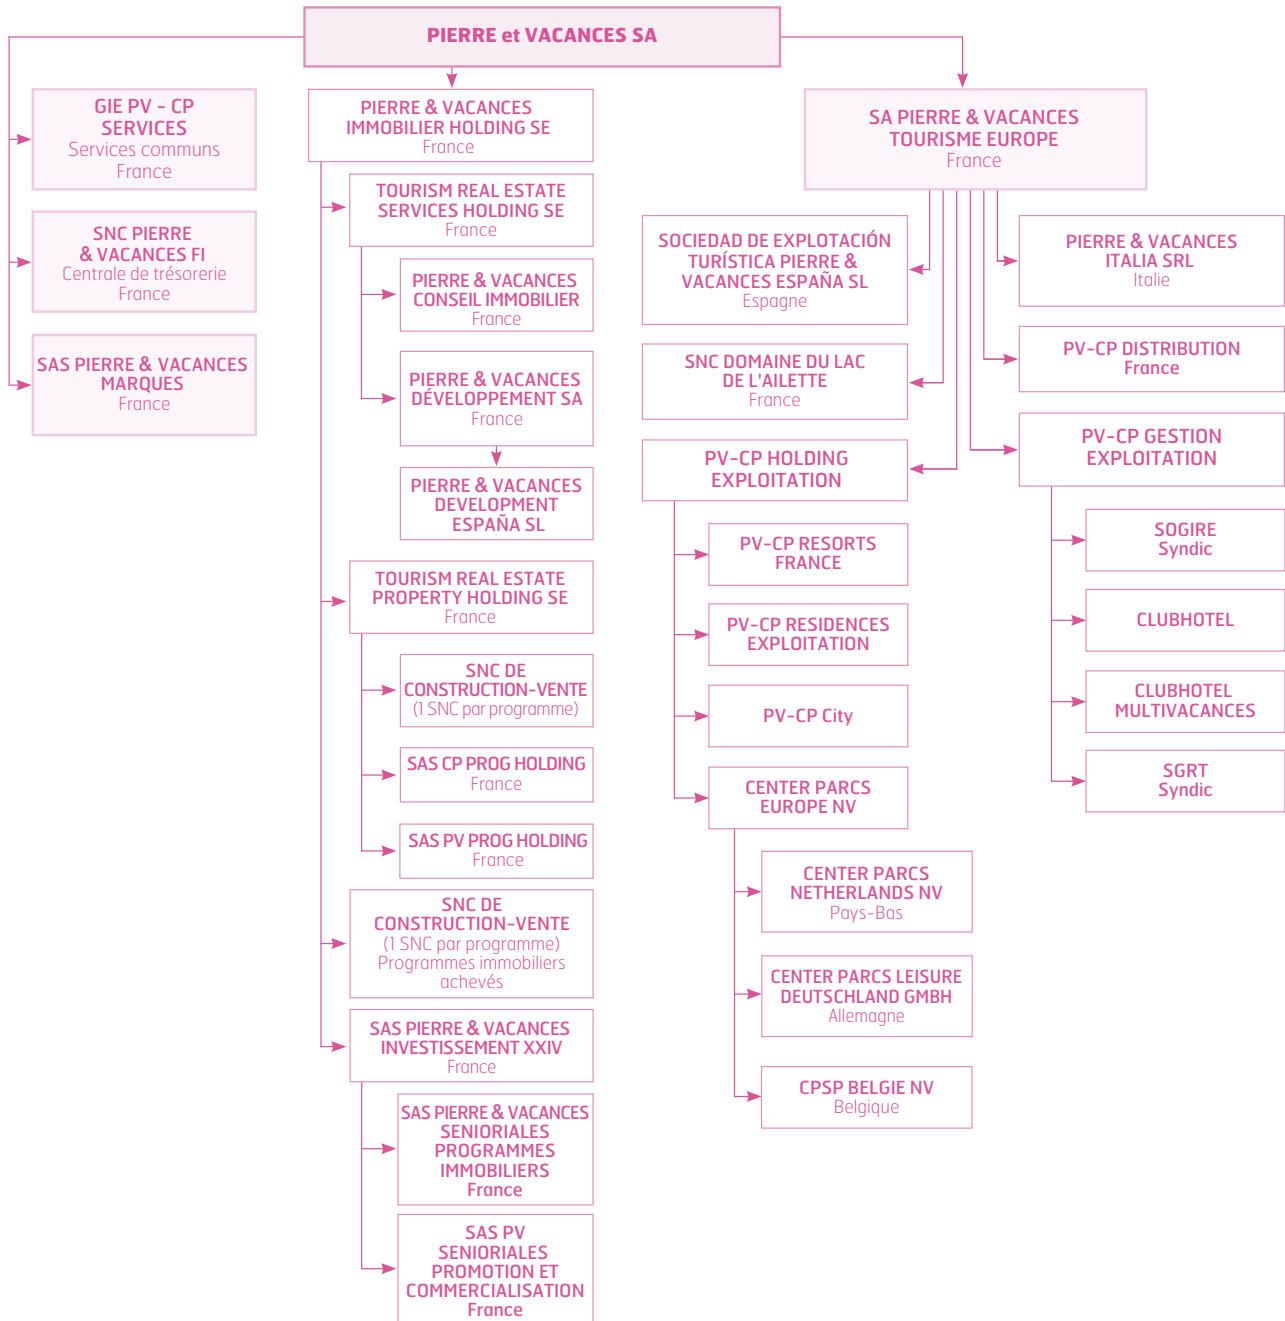 PIERRE et VACANCES SA
GIE PV - CP
SERVICES
Services communs
France
SNC PIERRE
& VACANCES FI
Centrale de trésorerie
France
SAS PIERRE & VACANCES
MARQUES
France
PIERRE & VACANCES
IMMOBILIER HOLDING SE
France
TOURISM REAL ESTATE
SERVICES HOLDING SE
France
PIERRE & VACANCES
CONSEIL IMMOBILIER
France
PIERRE & VACANCES
DÉVELOPPEMENT SA
France
PIERRE & VACANCES
DEVELOPMENT
ESPAÑA SL
TOURISM REAL ESTATE
PROPERTY HOLDING SE
France
SNC DE
CONSTRUCTION-VENTE
(1 SNC par programme)
SAS CP PROG HOLDING
France
SAS PV PROG HOLDING
France
SNC DE
CONSTRUCTION-VENTE
(1 SNC par programme)
Programmes immobiliers
achevés
SAS PIERRE & VACANCES
INVESTISSEMENT XXIV
France
SAS PIERRE & VACANCES
SENIORIALES
PROGRAMMES
IMMOBILIERS
France
SAS PV
SENIORIALES
PROMOTION ET
COMMERCIALISATION
France
SA PIERRE & VACANCES
TOURISME EUROPE
France
SOCIEDAD DE EXPLOTACIÓN
TURÍSTICA PIERRE &
VACANCES ESPAÑA SL
Espagne
SNC DOMAINE DU LAC
DE L'AILETTE
France
PV-CP HOLDING
EXPLOITATION
PV-CP RESORTS
FRANCE
PV-CP RESIDENCES
EXPLOITATION
PV-CP City
CENTER PARCS
EUROPE NV
CENTER PARCS
NETHERLANDS NV
Pays-Bas
CENTER PARCS LEISURE
DEUTSCHLAND GMBH
Allemagne
CPSP BELGIE NV
Belgique
PIERRE & VACANCES
ITALIA SRL
Italie
PV-CP DISTRIBUTION
France
PV-CP GESTION
EXPLOITATION
SOGIRE
Syndic
CLUBHOTEL
CLUBHOTEL
MULTIVACANCES
SGRT
Syndic